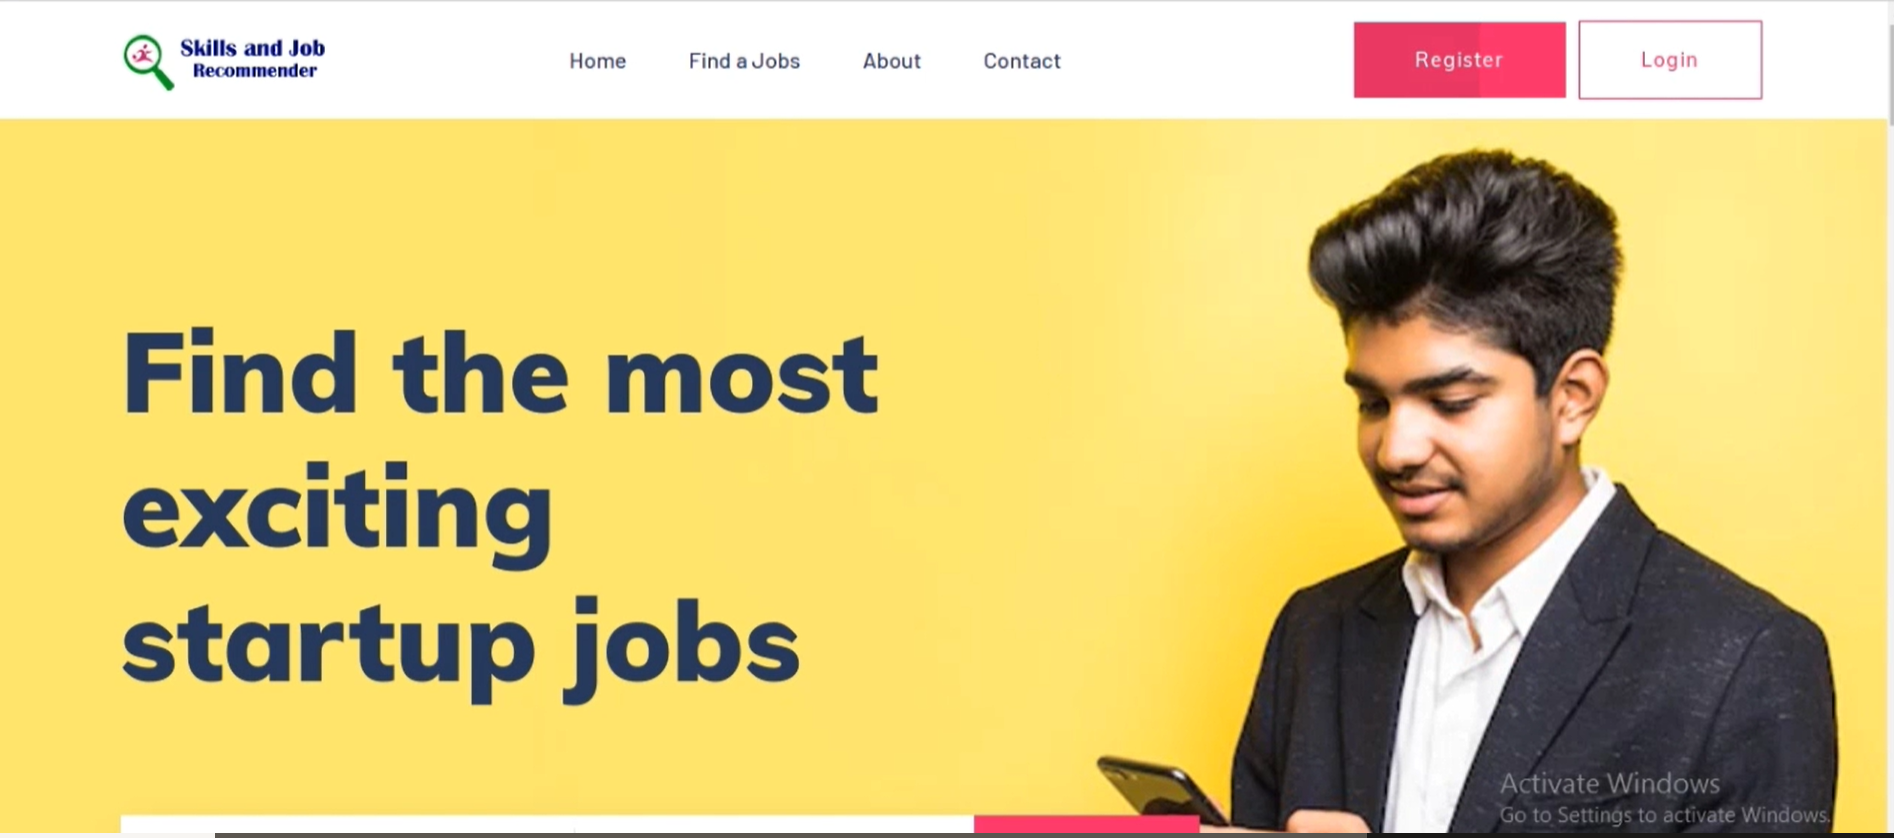 Skills and Job
Recommender
Home
Find a Jobs
About
Contact
Register
Login
Find the most
exciting
startup jobs
Activate Windows
Go to Settings to activate Windows.